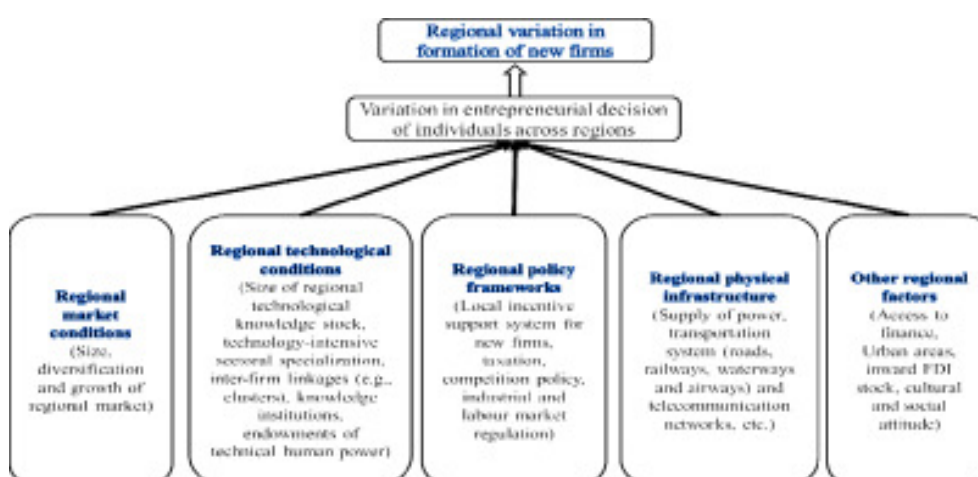 Regional variation in
formation of new firms
Variation in entrepreneurial decision
of individuals across regions
Regional
market
conditions
(Size,
diversification
and growth of
regional market)
Regional technological
conditions
(Size of regional
technological
knowledge stock,
technology-intensive
sectoral specialization,
inter-firm linkages (e.g.,
clusters), knowledge
institutions,
endowments of
technical human power)
Regional policy
frameworks
(Local incentive
support system for
new firms,
taxation,
competition policy,
industrial and
labour market
regulation)
Regional physical
infrastructure
(Supply of power,
transportation
system (roads,
railways, waterways
and airways) and
telecommunication
networks, etc.)
Other regional
factors
(Access to
finance,
Urban areas,
inward FDI
stock, cultural
and social
attitude)